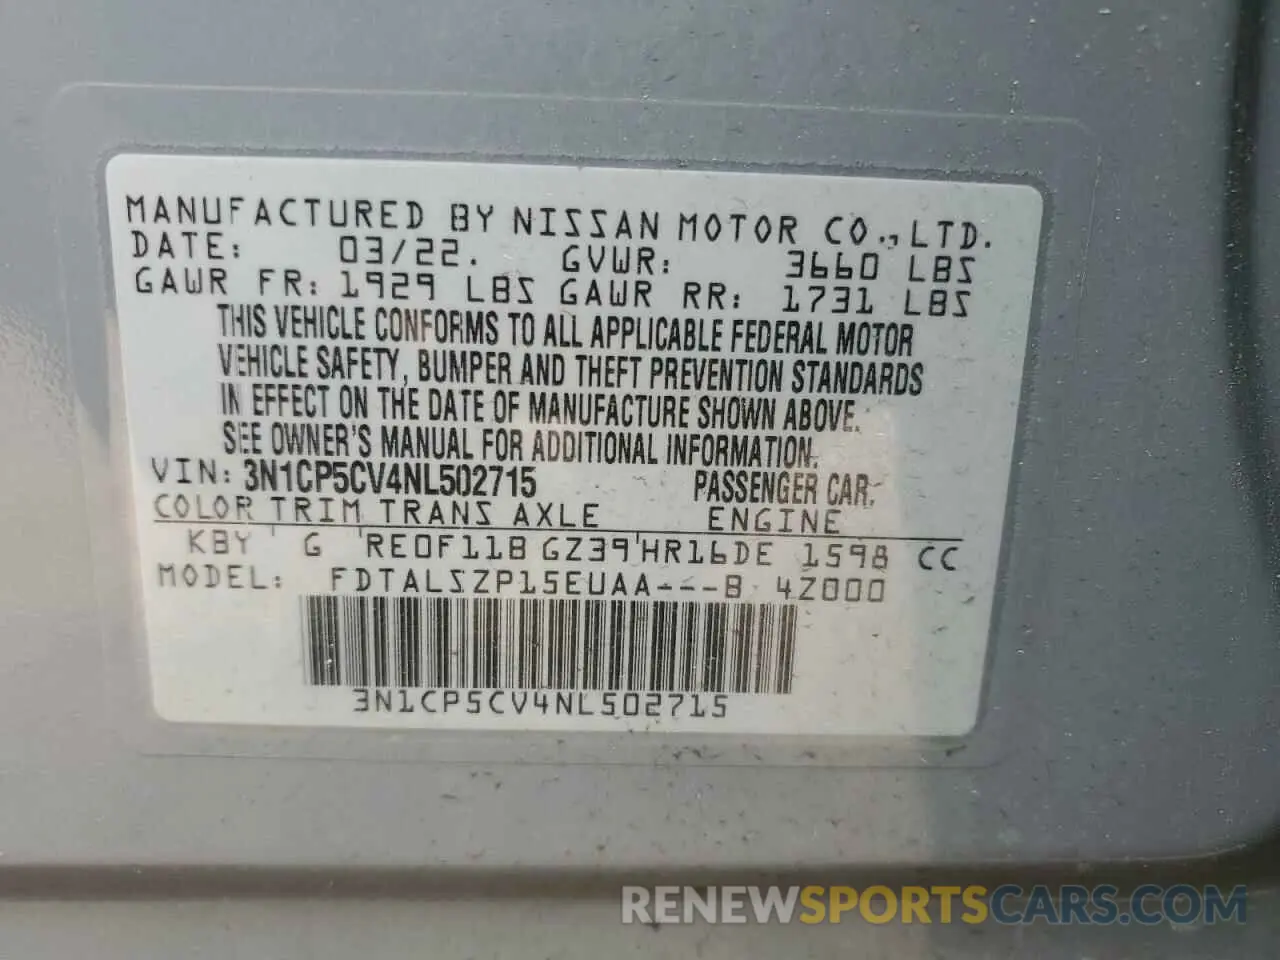 MANUFACTURED BY NISSAN MOTOR CO., LTD.
DATE: 03/22. GVWR: 3660 LBS
GAWR FR: 1929 LBS GAWR RR: 1731 LBS
THIS VEHICLE CONFORMS TO ALL APPLICABLE FEDERAL MOTOR
VEHICLE SAFETY, BUMPER AND THEFT PREVENTION STANDARDS
IN EFFECT ON THE DATE OF MANUFACTURE SHOWN ABOVE.
SEE OWNER'S MANUAL FOR ADDITIONAL INFORMATION.
VIN: 3N1CP5CV4NL502715 PASSENGER CAR.
COLOR TRIM TRANS AXLE ENGINE
KBY ' G 'RE0F11B GZ39'HR16DE 1598 CC
MODEL: FDTALSZP15EUAA---B 4Z000
3N1CP5CV4NL502715
RENEWSPORTSCARS.COM